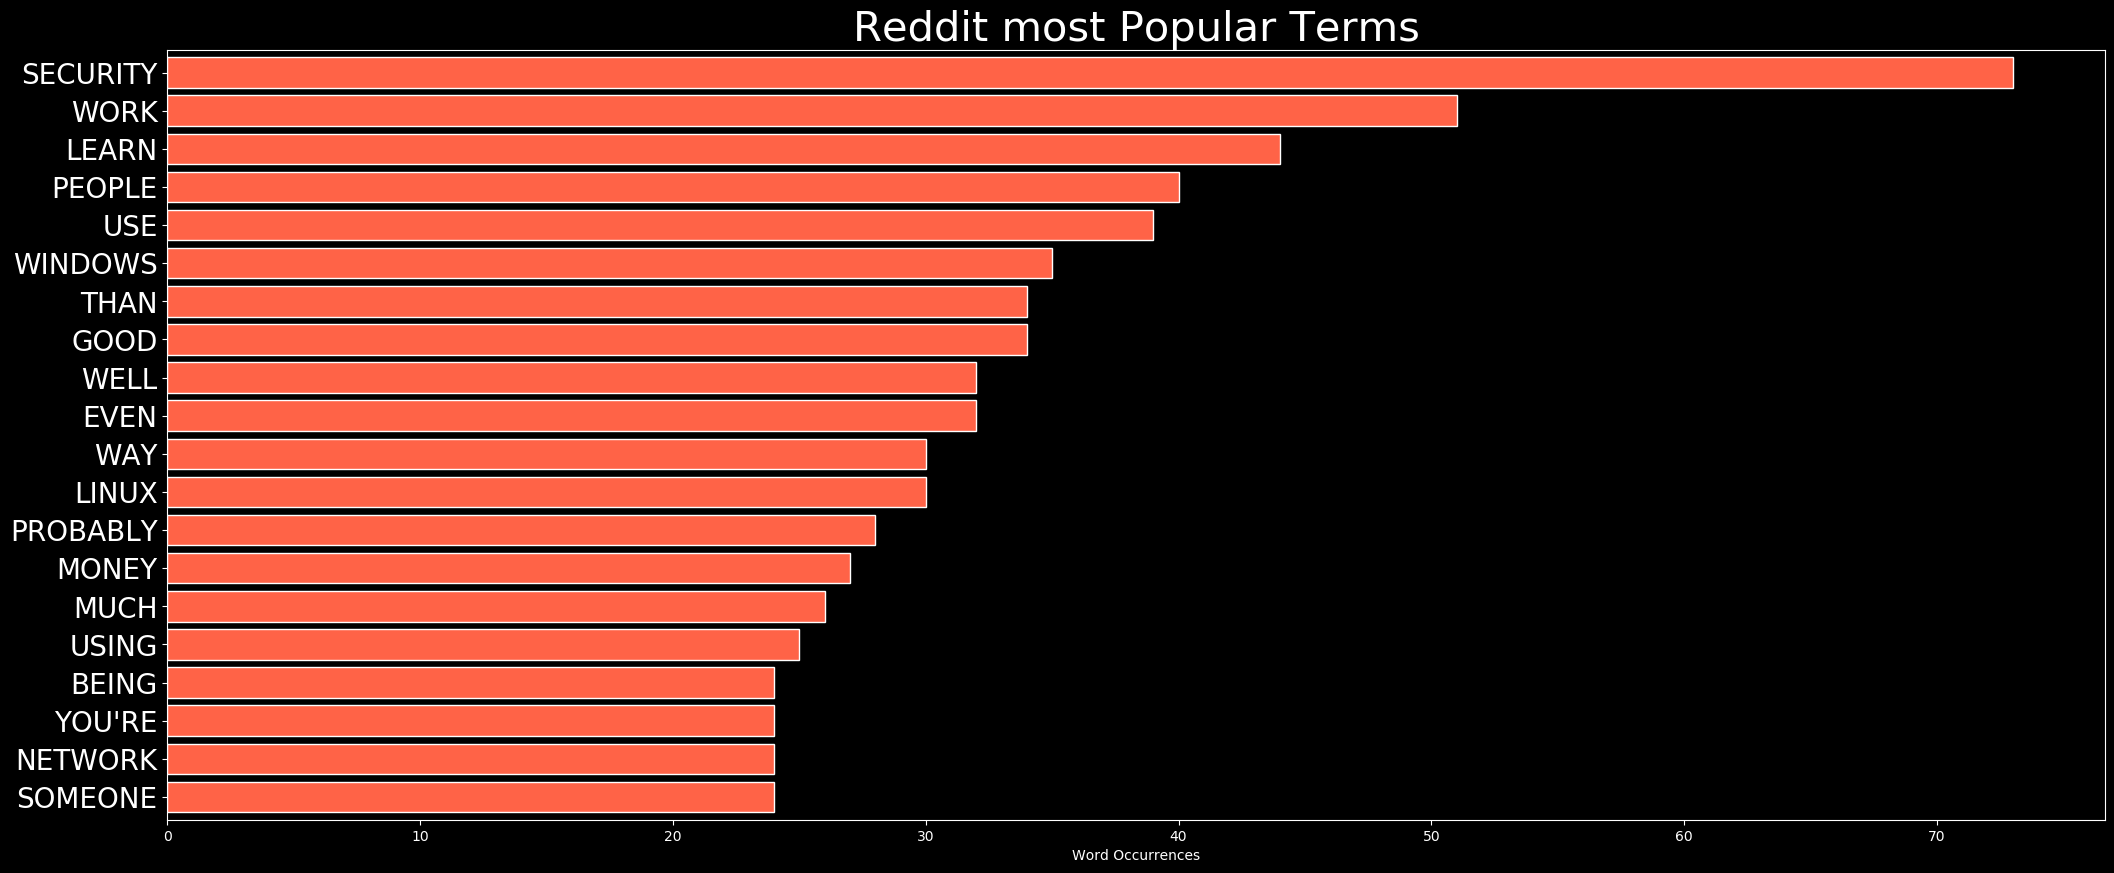 Reddit most Popular Terms
SECURITY
WORK
LEARN
PEOPLE
USE
WINDOWS
THAN
GOOD
WELL
EVEN
WAY
LINUX
PROBABLY
MONEY
MUCH
USING
BEING
YOU'RE
NETWORK
SOMEONE
0 10 20 30 40 50 60 70
Word Occurrences